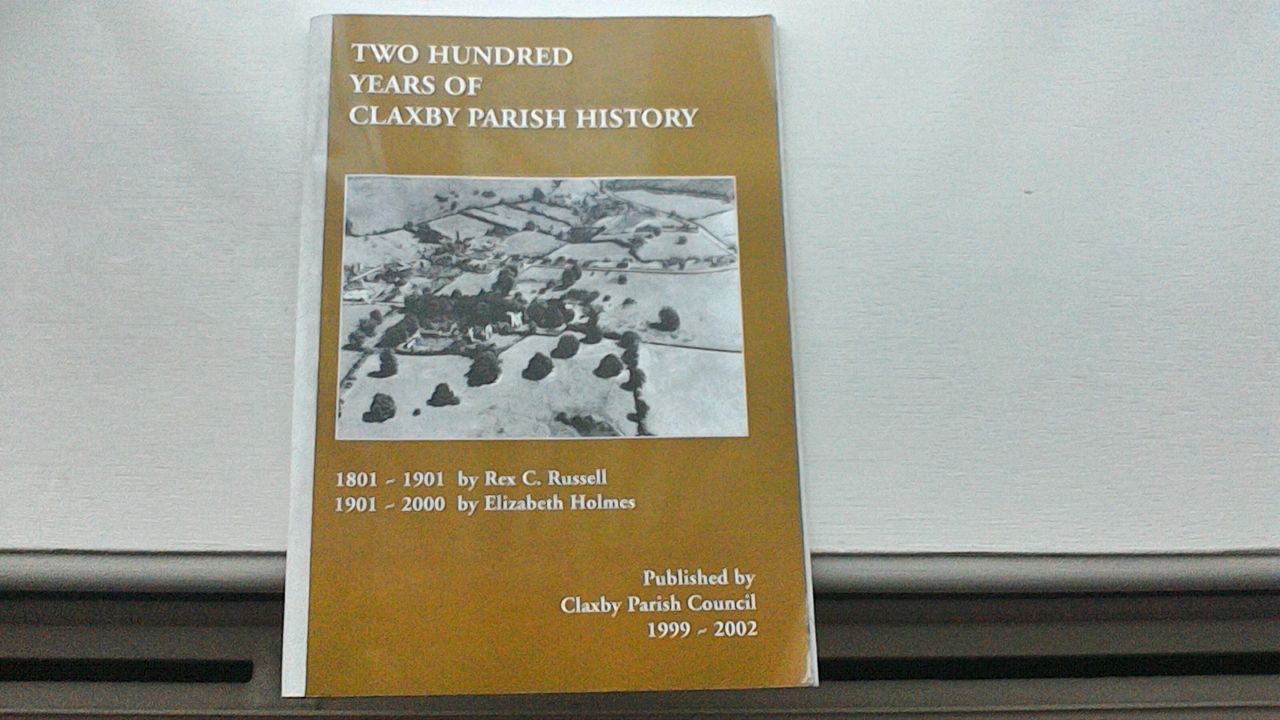 TWO HUNDRED
YEARS OF
CLAXBY PARISH HISTORY
1801 ~ 1901 by Rex C. Russell
1901 ~ 2000 by Elizabeth Holmes
Published by
Claxby Parish Council
1999 ~ 2002